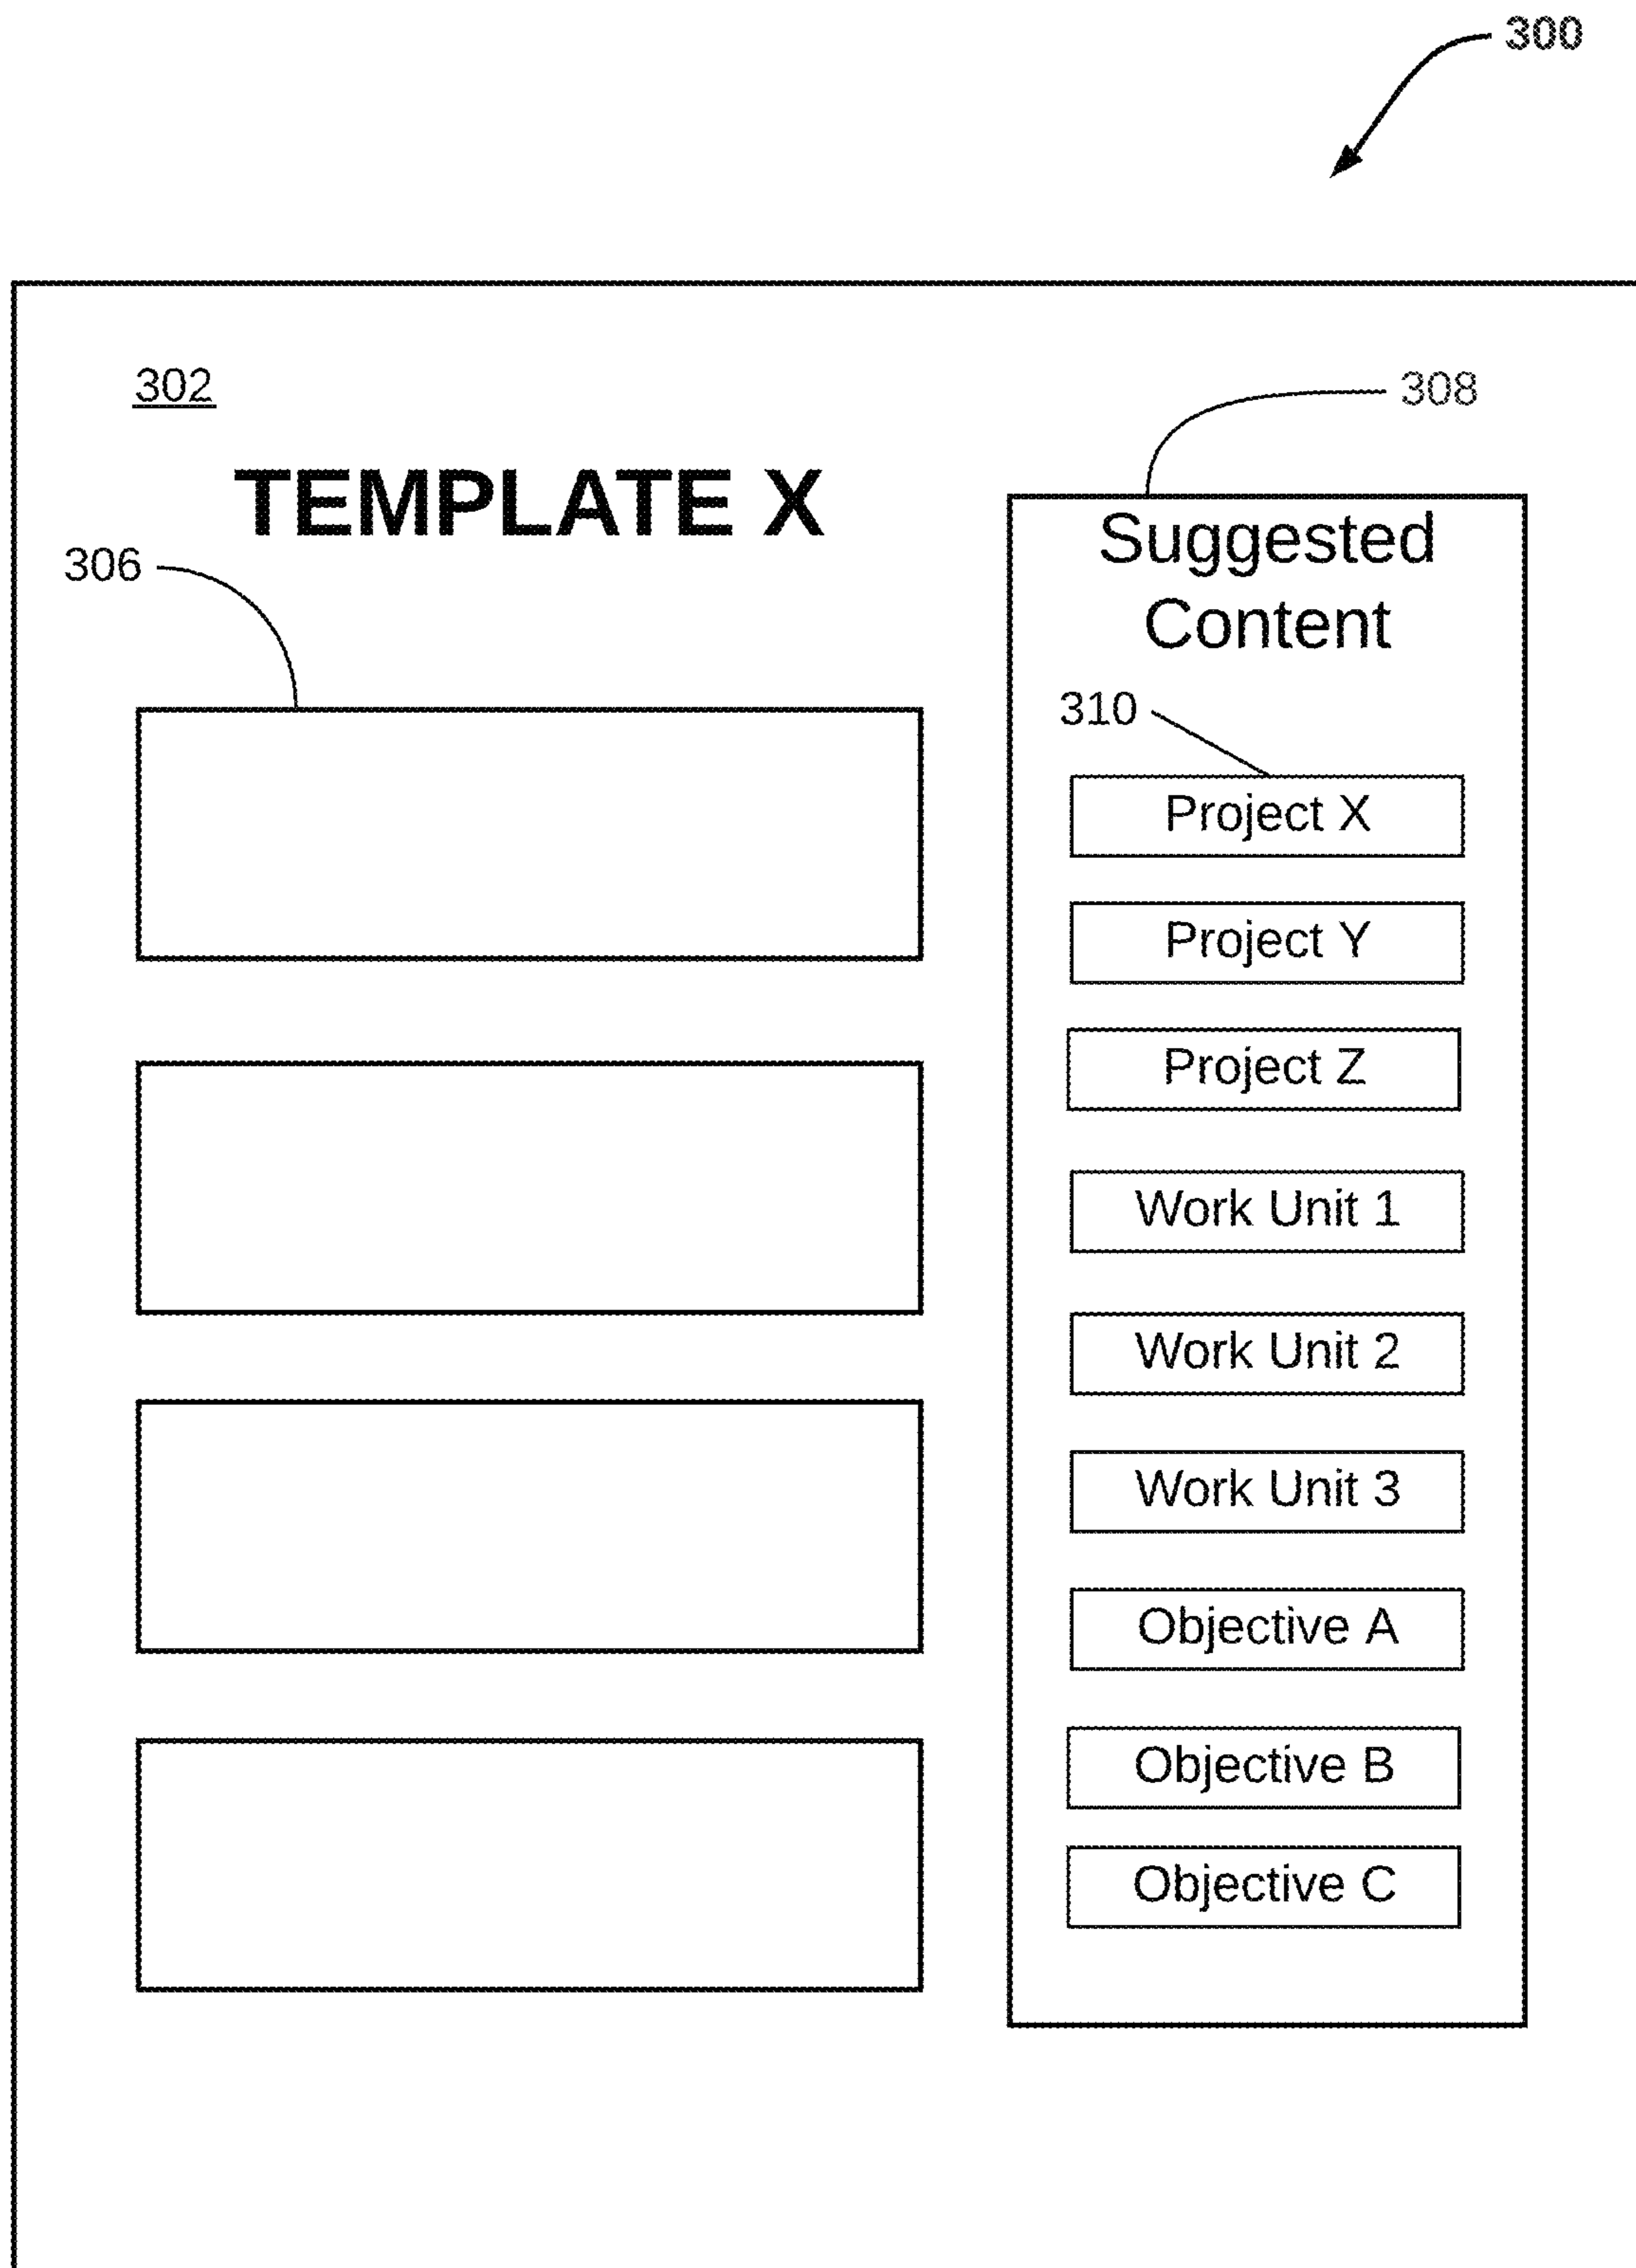 300
302
308
TEMPLATE X
306
Suggested
Content
310
Project X
Project Y
Project Z
Work Unit 1
Work Unit 2
Work Unit 3
Objective A
Objective B
Objective C